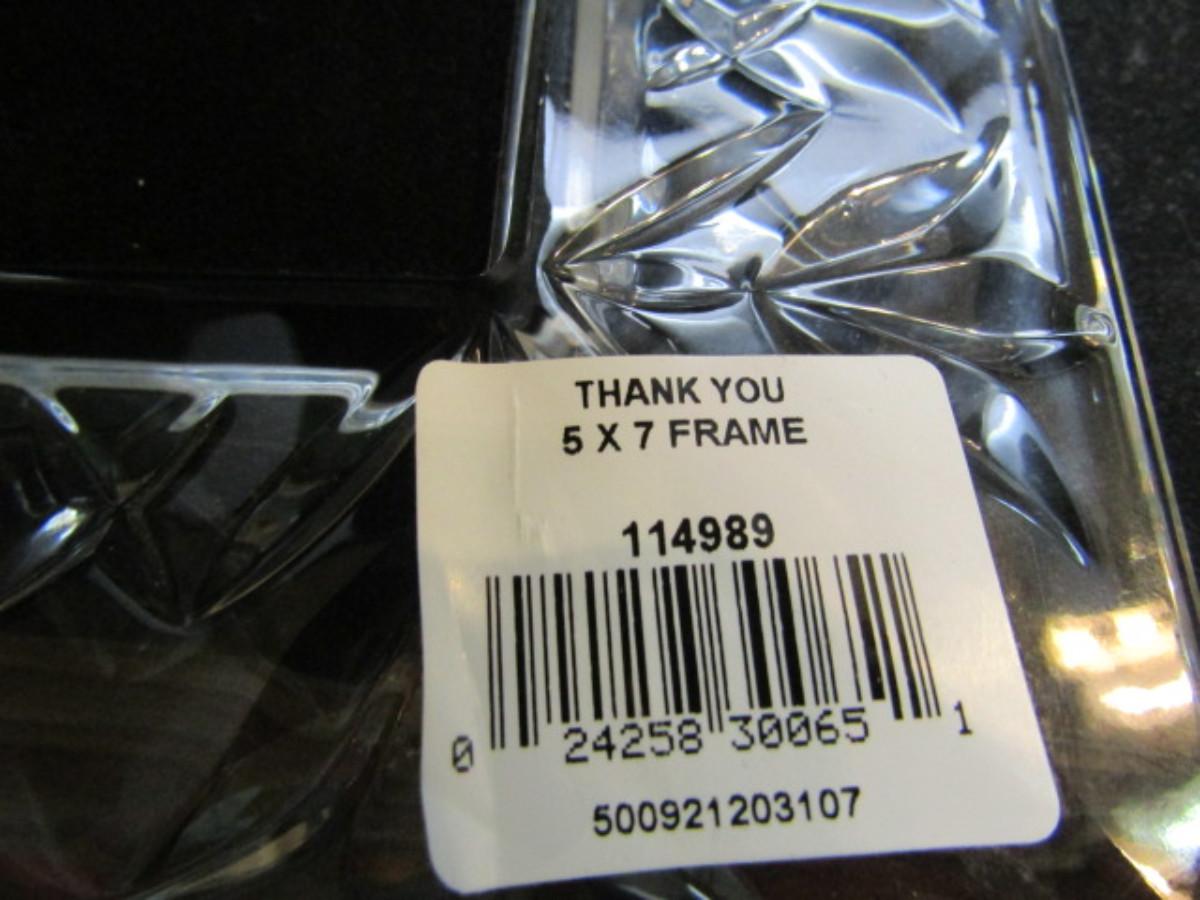 THANK YOU
5 X 7 FRAME
114989
0 24258 30065 1
500921203107